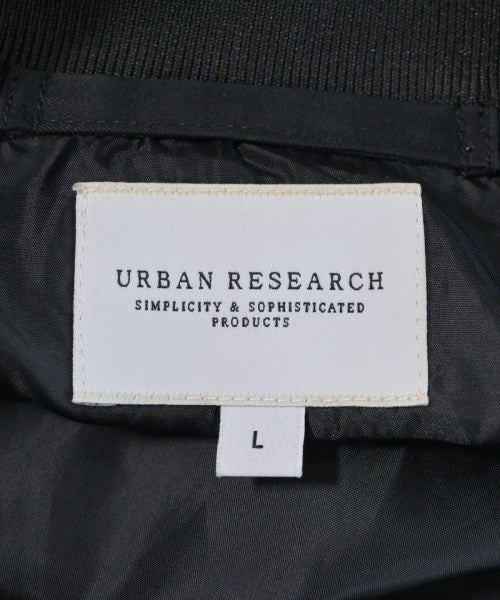 URBAN RESEARCH
SIMPLICITY & SOPHISTICATED
PRODUCTS
L